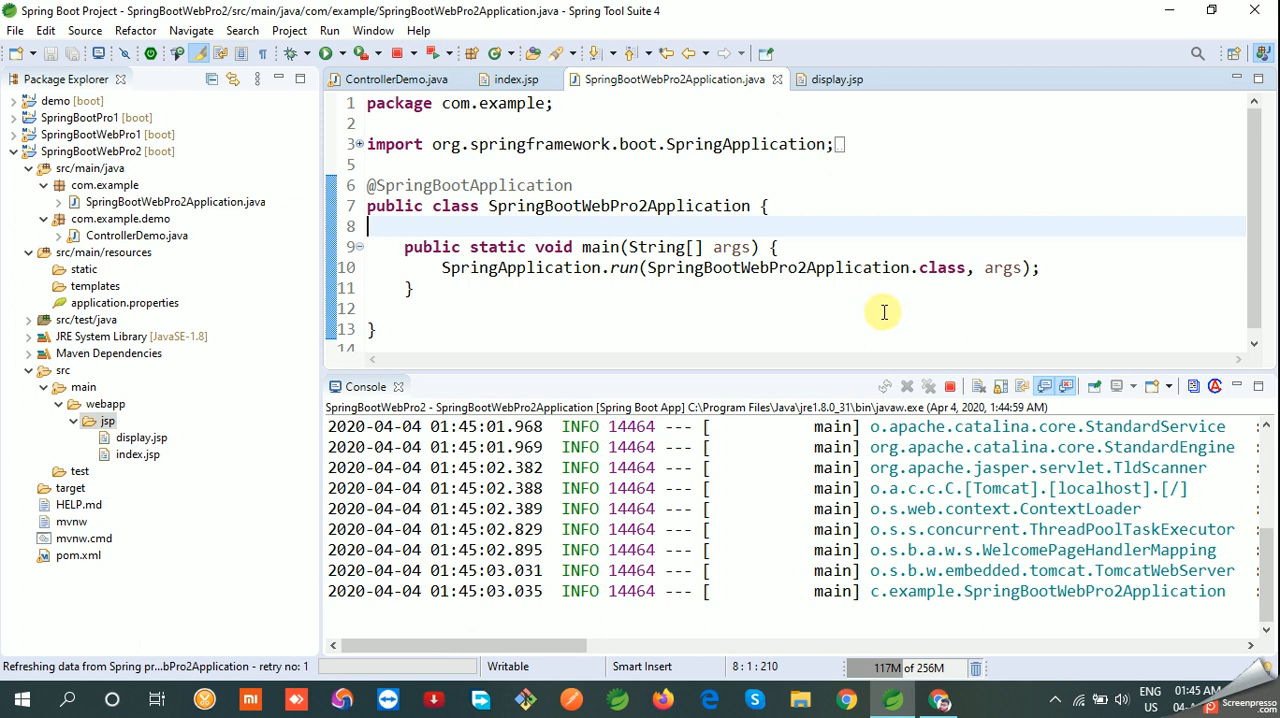 Spring Boot Project - SpringBootWebPro2/src/main/java/com/example/SpringBootWebPro2Application.java - Spring Tool Suite 4
File Edit Source Refactor Navigate Search Project Run Window Help
Package Explorer
demo [boot]
SpringBootPro1 [boot]
SpringBootWebPro1 [boot]
SpringBootWebPro2 [boot]
src/main/java
com.example
SpringBootWebPro2Application.java
com.example.demo
ControllerDemo.java
src/main/resources
static
templates
application.properties
src/test/java
JRE System Library [JavaSE-1.8]
Maven Dependencies
src
main
webapp
jsp
display.jsp
index.jsp
test
target
HELP.md
mvnw
mvnw.cmd
pom.xml
ControllerDemo.java index.jsp SpringBootWebPro2Application.java display.jsp
1 package com.example;
2
3 import org.springframework.boot.SpringApplication;
5
6 @SpringBootApplication
7 public class SpringBootWebPro2Application {
8
9 public static void main(String[] args) {
10 SpringApplication.run(SpringBootWebPro2Application.class, args);
11 }
12
13 }
14
Console
SpringBootWebPro2 - SpringBootWebPro2Application [Spring Boot App] C:\Program Files\Java\jre1.8.0_31\bin\javaw.exe (Apr 4, 2020, 1:44:59 AM)
2020-04-04 01:45:01.968 INFO 14464 --- [ main] o.apache.catalina.core.StandardService :
2020-04-04 01:45:01.969 INFO 14464 --- [ main] org.apache.catalina.core.StandardEngine :
2020-04-04 01:45:02.382 INFO 14464 --- [ main] org.apache.jasper.servlet.TldScanner :
2020-04-04 01:45:02.388 INFO 14464 --- [ main] o.a.c.c.C.[Tomcat].[localhost].[/] :
2020-04-04 01:45:02.389 INFO 14464 --- [ main] o.s.web.context.ContextLoader :
2020-04-04 01:45:02.829 INFO 14464 --- [ main] o.s.s.concurrent.ThreadPoolTaskExecutor :
2020-04-04 01:45:02.895 INFO 14464 --- [ main] o.s.b.a.w.s.WelcomePageHandlerMapping :
2020-04-04 01:45:03.031 INFO 14464 --- [ main] o.s.b.w.embedded.tomcat.TomcatWebServer :
2020-04-04 01:45:03.035 INFO 14464 --- [ main] c.example.SpringBootWebPro2Application :
Refreshing data from Spring pr...bPro2Application - retry no: 1 Writable Smart Insert 8 : 1 : 210 117M of 256M
ENG 01:45 AM
US
Screenpresso
.com